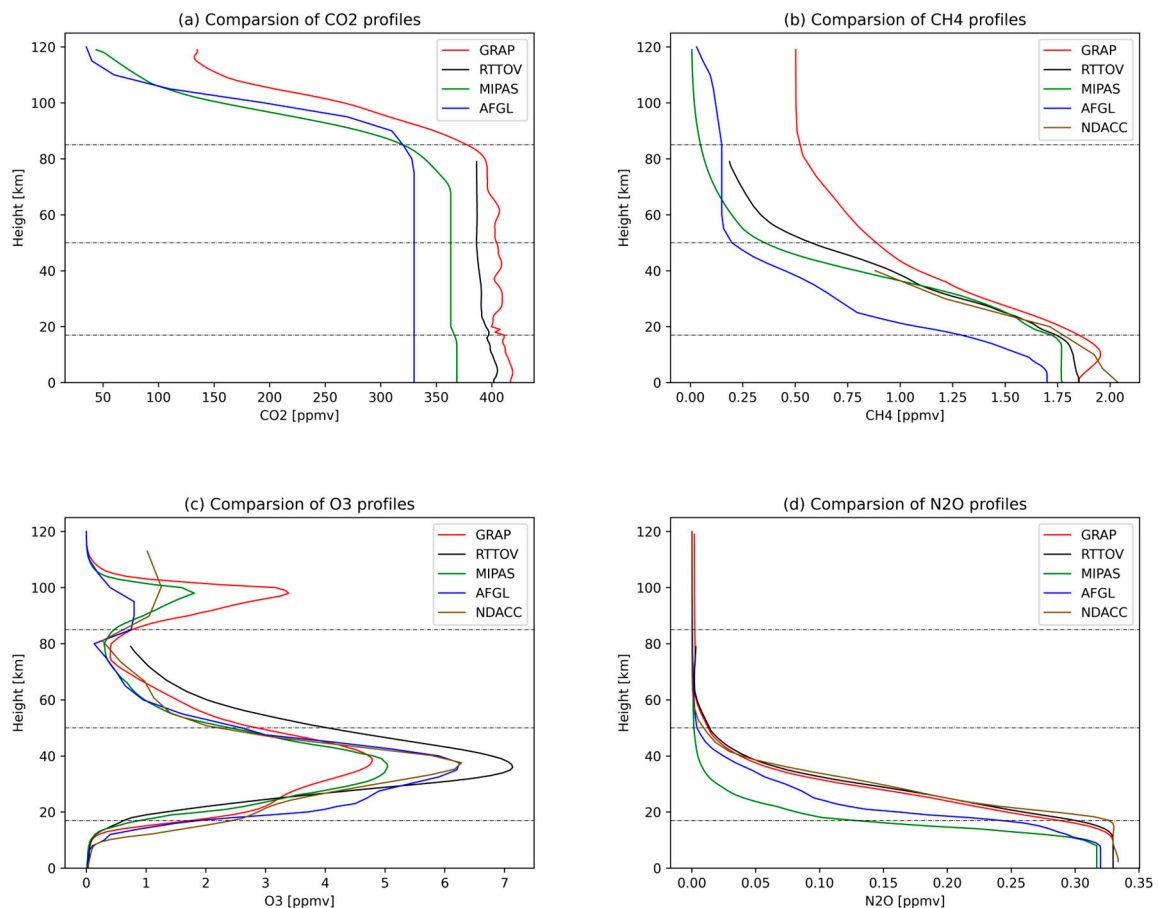 (a) Comparsion of CO2 profiles
120
100
80
60
40
20
0
Height [km]
GRAP
RTTOV
MIPAS
AFGL
50 100 150 200 250 300 350 400
CO2 [ppmv]
(b) Comparsion of CH4 profiles
120
100
80
60
40
20
0
Height [km]
GRAP
RTTOV
MIPAS
AFGL
NDACC
0.00 0.25 0.50 0.75 1.00 1.25 1.50 1.75 2.00
CH4 [ppmv]
(c) Comparsion of O3 profiles
120
100
80
60
40
20
0
Height [km]
GRAP
RTTOV
MIPAS
AFGL
NDACC
0 1 2 3 4 5 6 7
O3 [ppmv]
(d) Comparsion of N2O profiles
120
100
80
60
40
20
0
Height [km]
GRAP
RTTOV
MIPAS
AFGL
NDACC
0.00 0.05 0.10 0.15 0.20 0.25 0.30 0.35
N2O [ppmv]